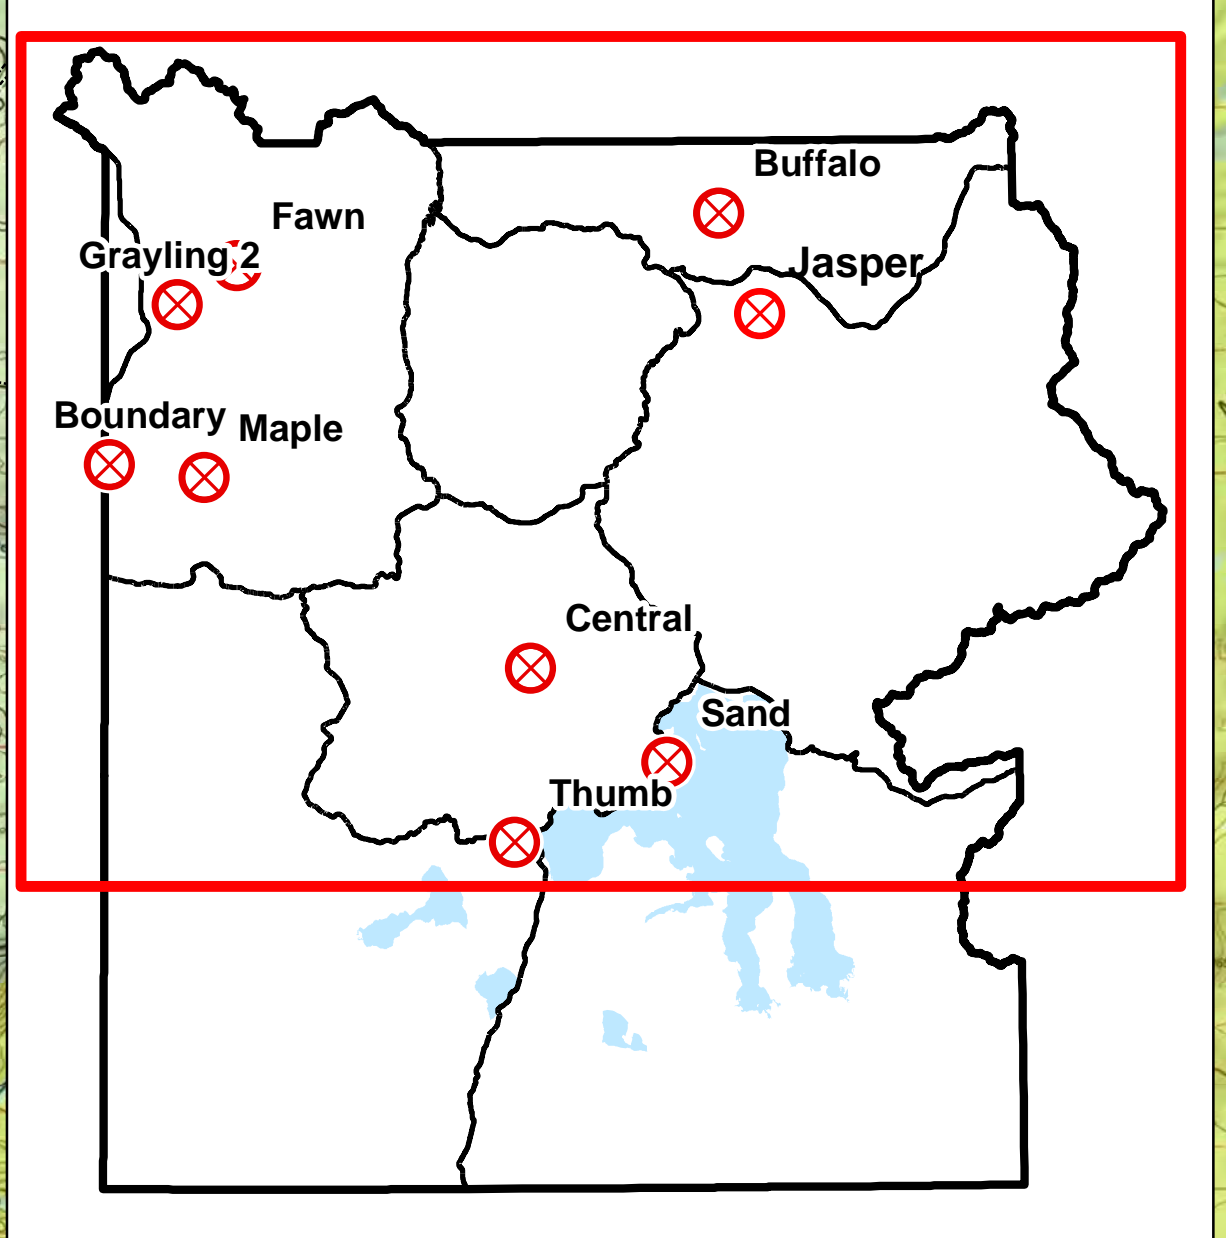 Buffalo
Fawn
Grayling 2
Jasper
Boundary
Maple
Central
Sand
Thumb